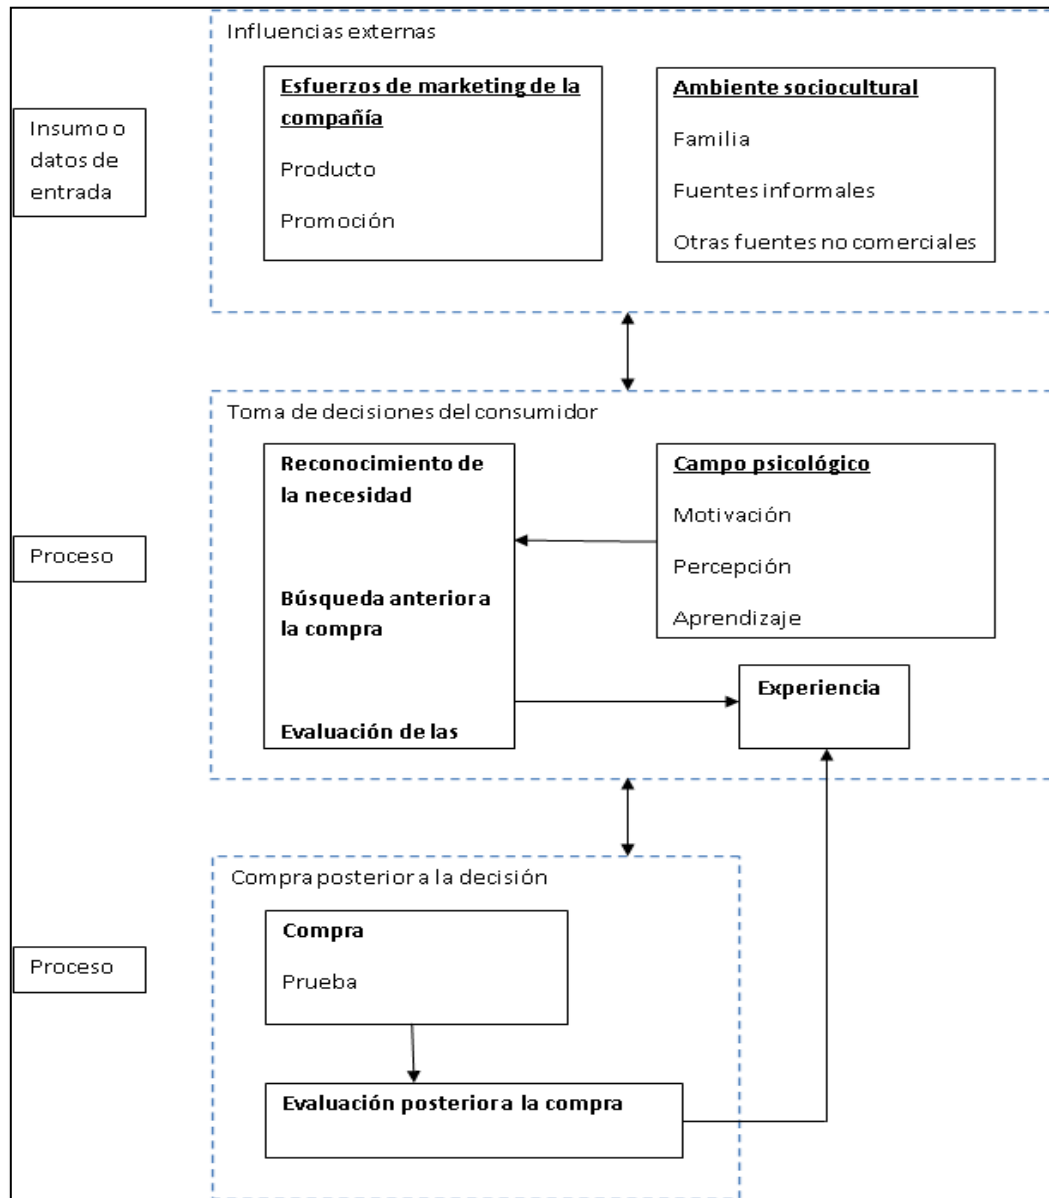 Influencias externas
Esfuerzos de marketing de la
compañía
Producto
Promoción
Ambiente sociocultural
Familia
Fuentes informales
Otras fuentes no comerciales
Insumo o
datos de
entrada
Toma de decisiones del consumidor
Reconocimiento de
la necesidad
Búsqueda anterior a
la compra
Evaluación de las
Campo psicológico
Motivación
Percepción
Aprendizaje
Experiencia
Proceso
Compra posterior a la decisión
Compra
Prueba
Evaluación posterior a la compra
Proceso